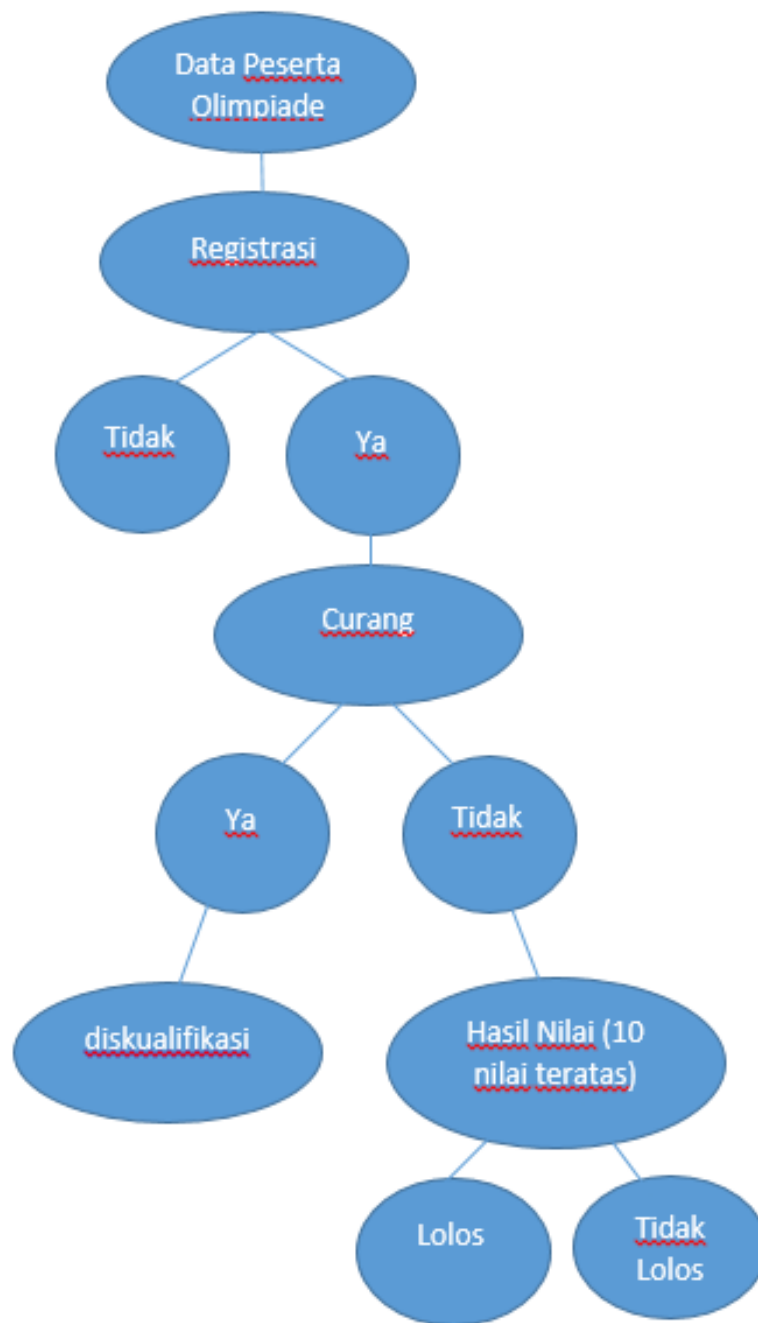 Data Peserta
Olimpiade
Registrasi
Tidak
Ya
Curang
Ya
Tidak
diskualifikasi
Hasil Nilai (10
nilai teratas)
Lolos
Tidak
Lolos